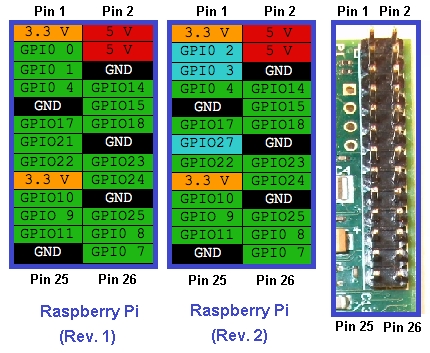 Pin 1 Pin 2 Pin 1 Pin 2 Pin 1 Pin 2
3.3 V 5 V 3.3 V 5 V
GPIO 0 5 V GPIO 2 5 V
GPIO 1 GND GPIO 3 GND
GPIO 4 GPIO14 GPIO 4 GPIO14
GND GPIO15 GND GPIO15
GPIO17 GPIO18 GPIO17 GPIO18
GPIO21 GND GPIO27 GND
GPIO22 GPIO23 GPIO22 GPIO23
3.3 V GPIO24 3.3 V GPIO24
GPIO10 GND GPIO10 GND
GPIO 9 GPIO25 GPIO 9 GPIO25
GPIO11 GPIO 8 GPIO11 GPIO 8
GND GPIO 7 GND GPIO 7
Pin 25 Pin 26 Pin 25 Pin 26 Pin 25 Pin 26
Raspberry Pi Raspberry Pi
(Rev. 1) (Rev. 2)